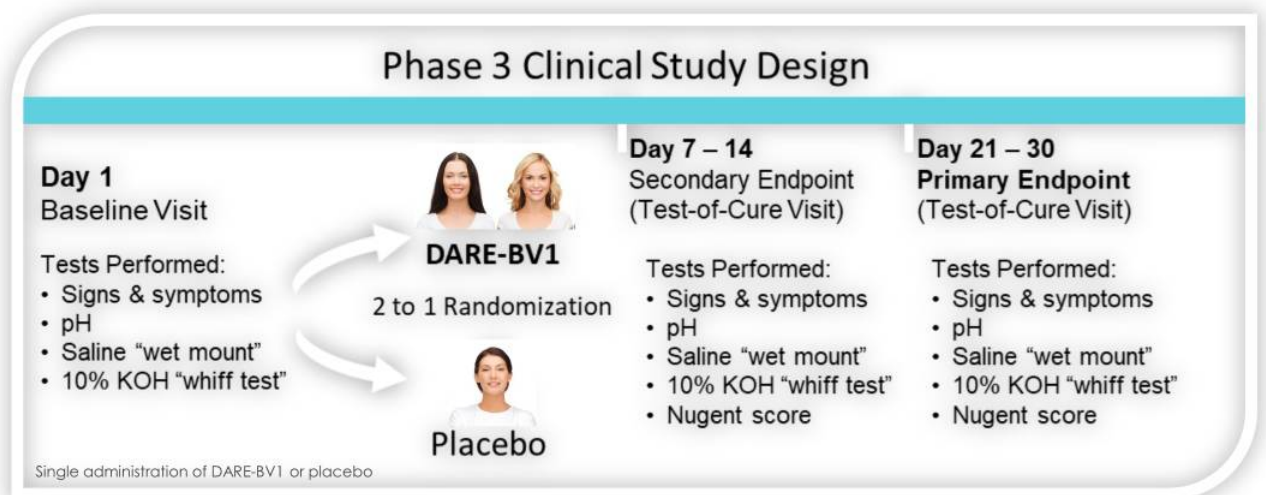 Phase 3 Clinical Study Design
Day 1
Baseline Visit
Tests Performed:
• Signs & symptoms
• pH
• Saline “wet mount”
• 10% KOH “whiff test”
DARE-BV1
2 to 1 Randomization
Placebo
Day 7 – 14
Secondary Endpoint
(Test-of-Cure Visit)
Tests Performed:
• Signs & symptoms
• pH
• Saline “wet mount”
• 10% KOH “whiff test”
• Nugent score
Day 21 – 30
Primary Endpoint
(Test-of-Cure Visit)
Tests Performed:
• Signs & symptoms
• pH
• Saline “wet mount”
• 10% KOH “whiff test”
• Nugent score
Single administration of DARE-BV1 or placebo